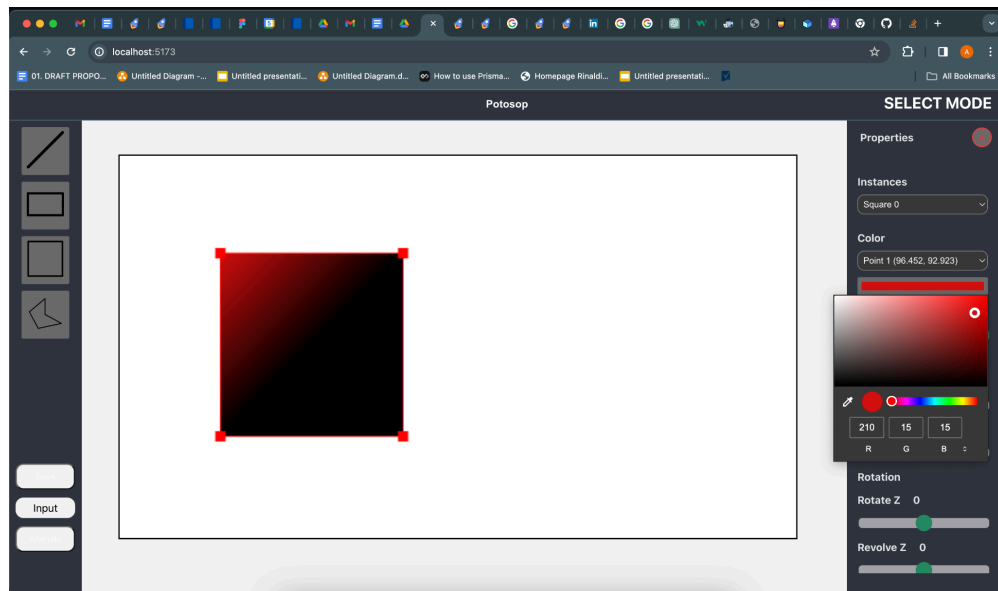 localhost:5173
01. DRAFT PROPO...
Untitled Diagram -...
Untitled presentati...
Untitled Diagram.d...
How to use Prisma...
Homepage Rinaldi...
Untitled presentati...
All Bookmarks
Potosop
SELECT MODE
Properties
Instances
Square 0
Color
Point 1 (96.452, 92.923)
210 15 15
R G B
Rotation
Rotate Z 0
Revolve Z 0
Input